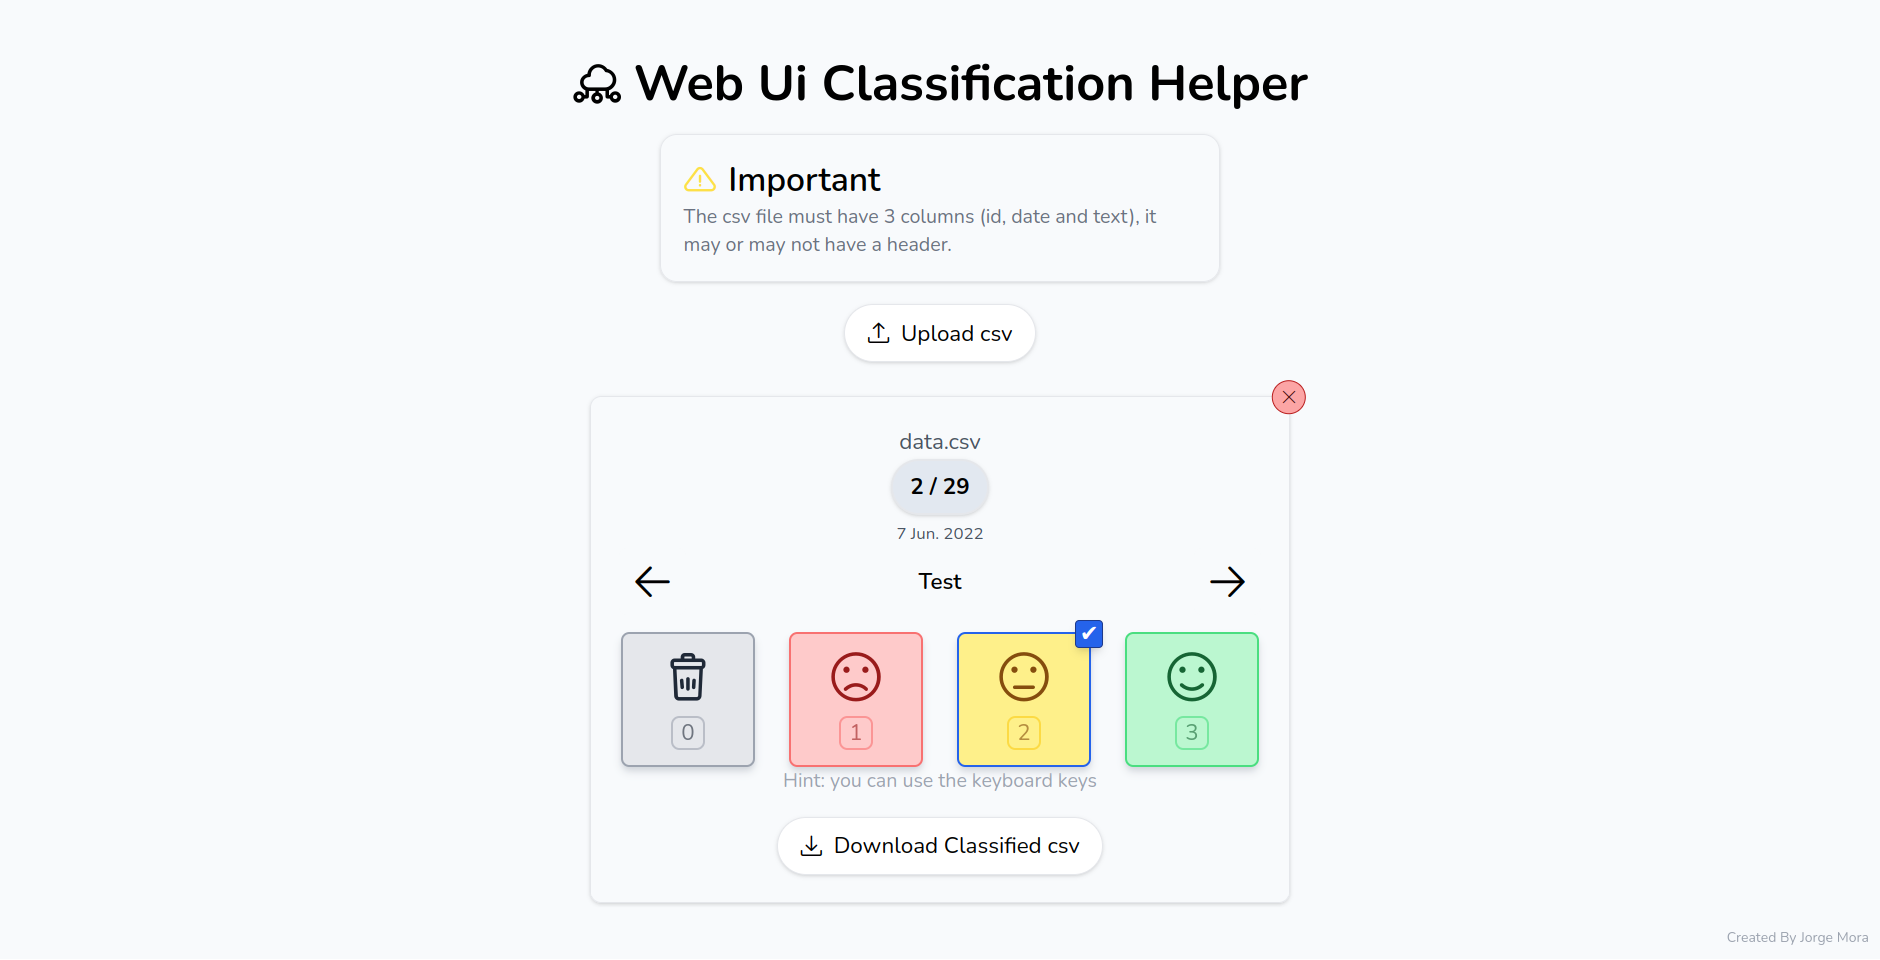 Web Ui Classification Helper
Important
The csv file must have 3 columns (id, date and text), it
may or may not have a header.
Upload csv
data.csv
2 / 29
7 Jun. 2022
Test
0
1
2
3
Hint: you can use the keyboard keys
Download Classified csv
Created By Jorge Mora